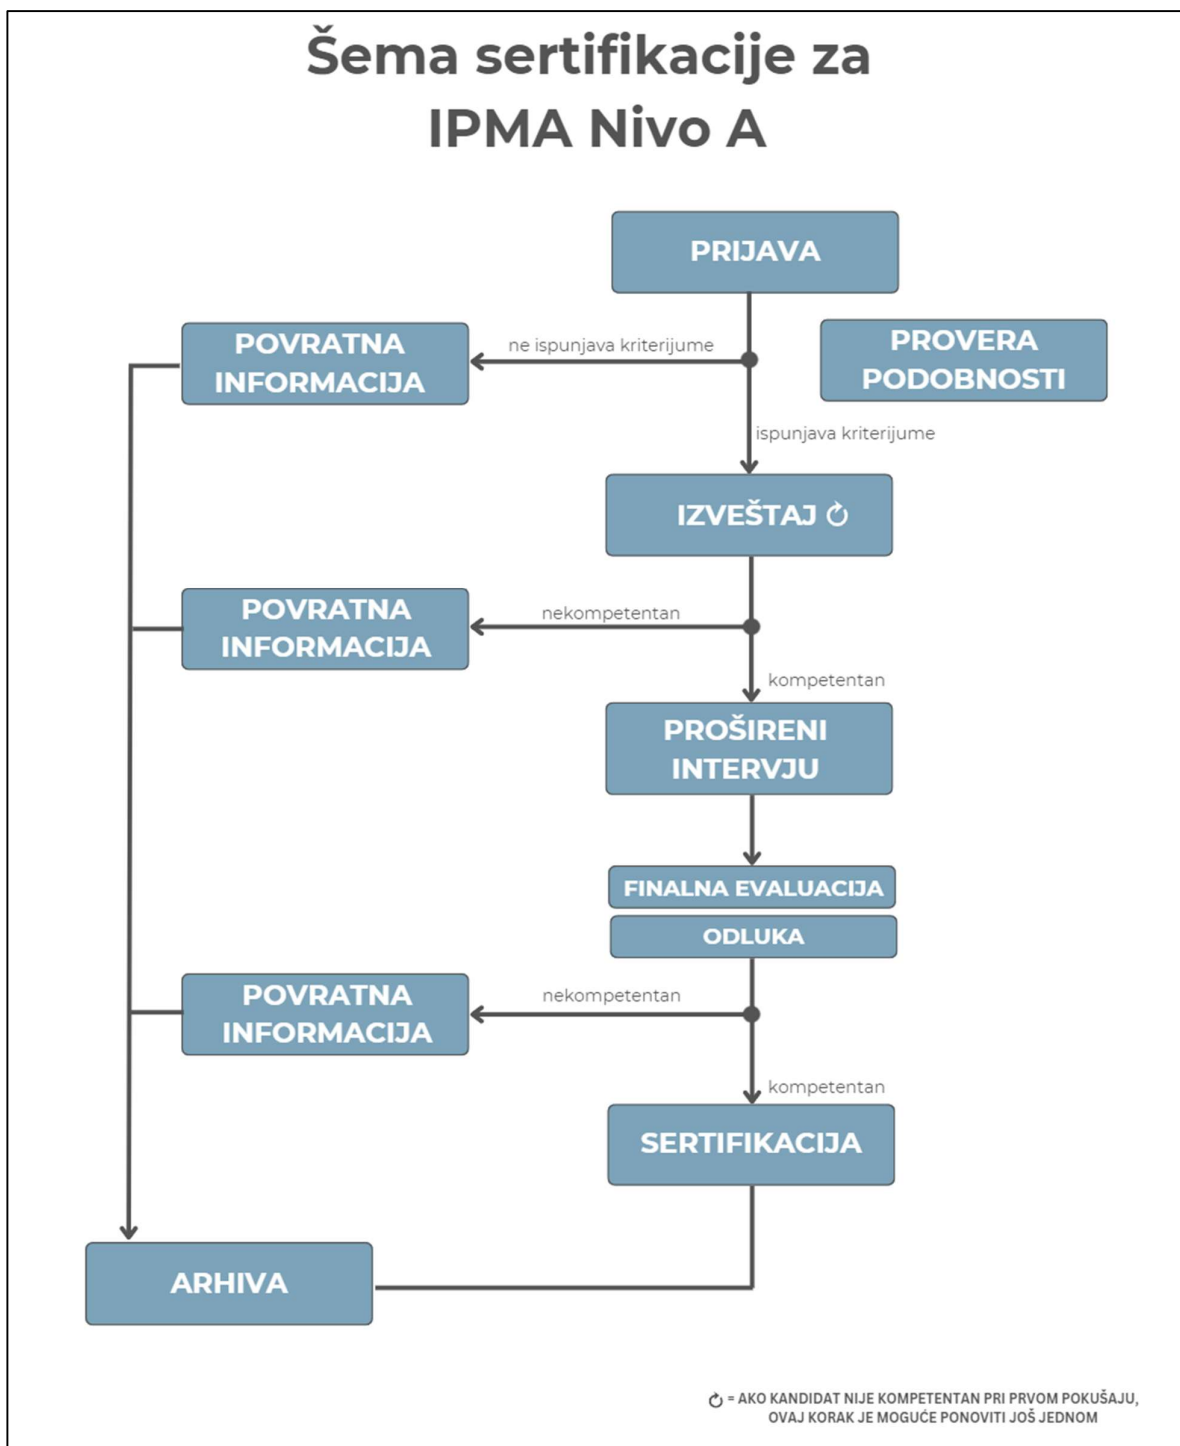 Šema sertifikacije za
IPMA Nivo A
PRIJAVA
POVRATNA
INFORMACIJA
ne ispunjava kriterijume
PROVERA
PODOBNOSTI
ispunjava kriterijume
IZVEŠTAJ ↻
POVRATNA
INFORMACIJA
nekompetentan
kompetentan
PROŠIRENI
INTERVJU
FINALNA EVALUACIJA
ODLUKA
POVRATNA
INFORMACIJA
nekompetentan
kompetentan
SERTIFIKACIJA
ARHIVA
↻ = AKO KANDIDAT NIJE KOMPETENTAN PRI PRVOM POKUŠAJU,
OVAJ KORAK JE MOGUĆE PONOVITI JOŠ JEDNOM